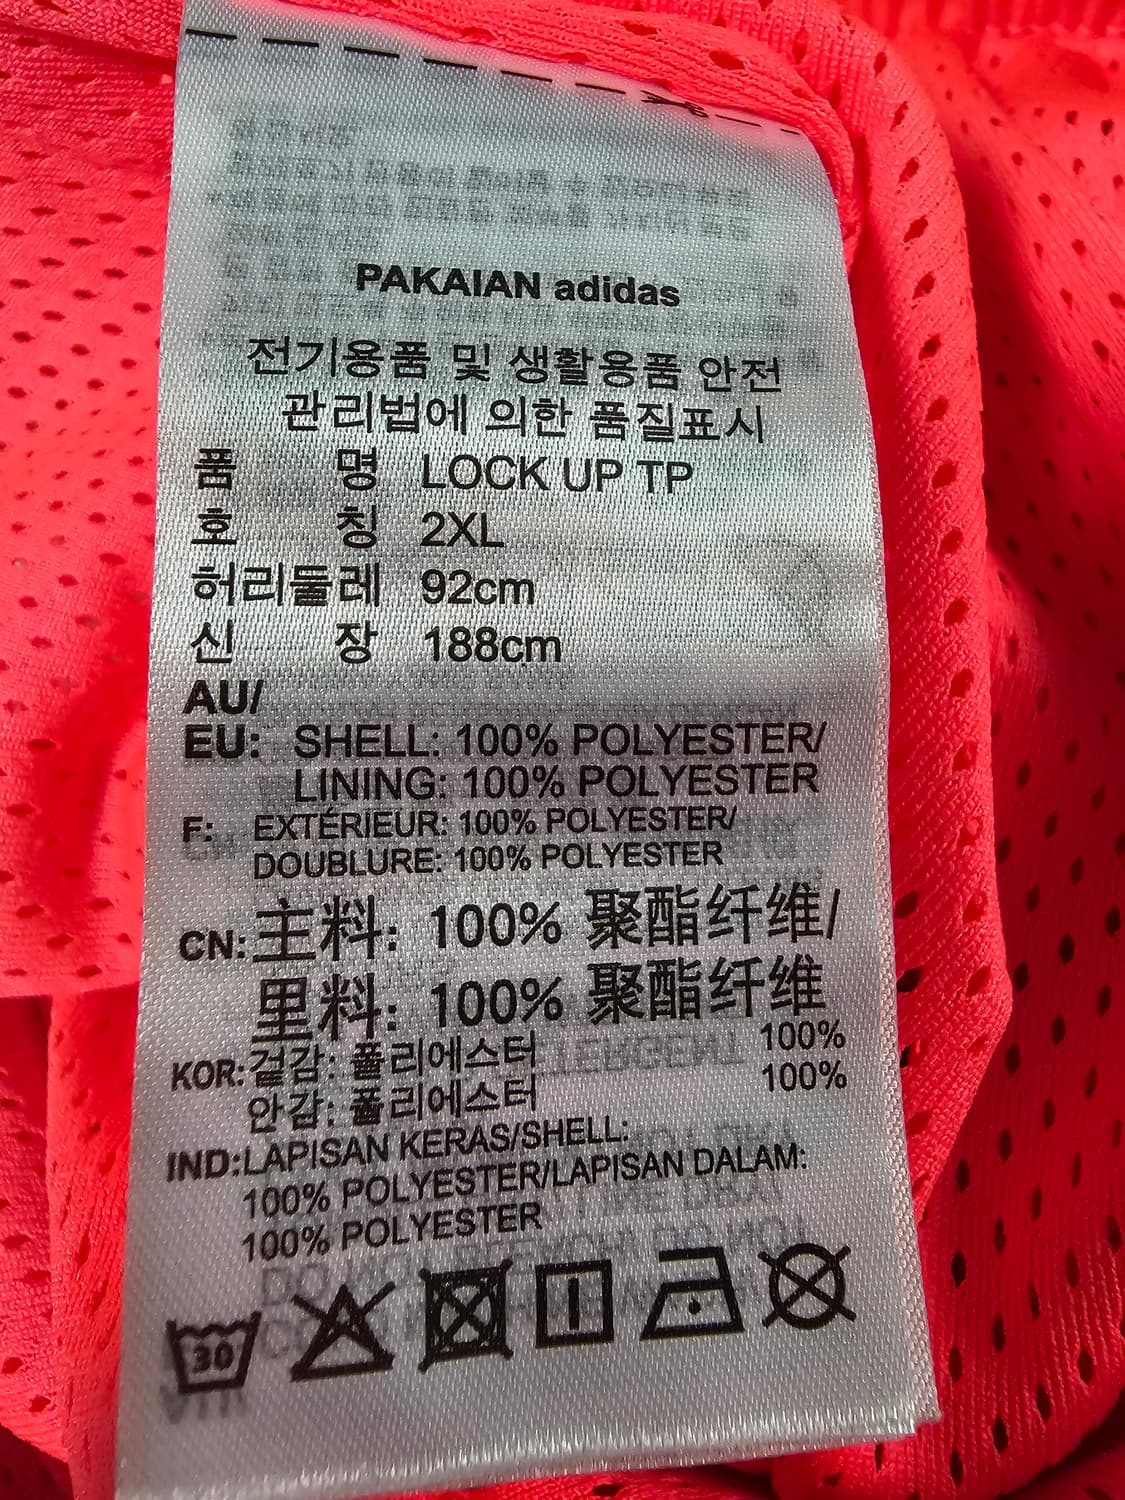 PAKAIAN adidas
전기용품 및 생활용품 안전
관리법에 의한 품질표시
품 명 LOCK UP TP
호 칭 2XL
허리둘레 92cm
신 장 188cm
AU/
EU: SHELL: 100% POLYESTER/
LINING: 100% POLYESTER
F: EXTÉRIEUR: 100% POLYESTER/
DOUBLURE: 100% POLYESTER
CN: 主料: 100% 聚酯纤维/
里料: 100% 聚酯纤维
KOR: 겉감: 폴리에스터 100%
안감: 폴리에스터 100%
IND: LAPISAN KERAS/SHELL:
100% POLYESTER/LAPISAN DALAM:
100% POLYESTER
30